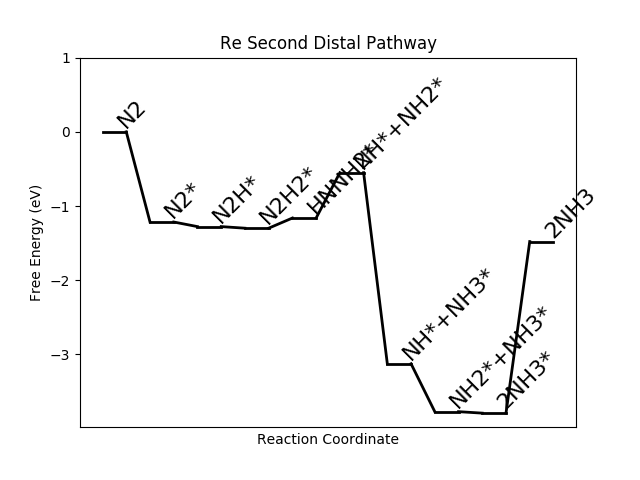 Re Second Distal Pathway
Free Energy (eV)
1
0
−1
−2
−3
N2
N2*
N2H*
N2H2*
HNNH2*
NH*+NH2*
NH*+NH3*
NH2*+NH3*
2NH3*
2NH3
Reaction Coordinate